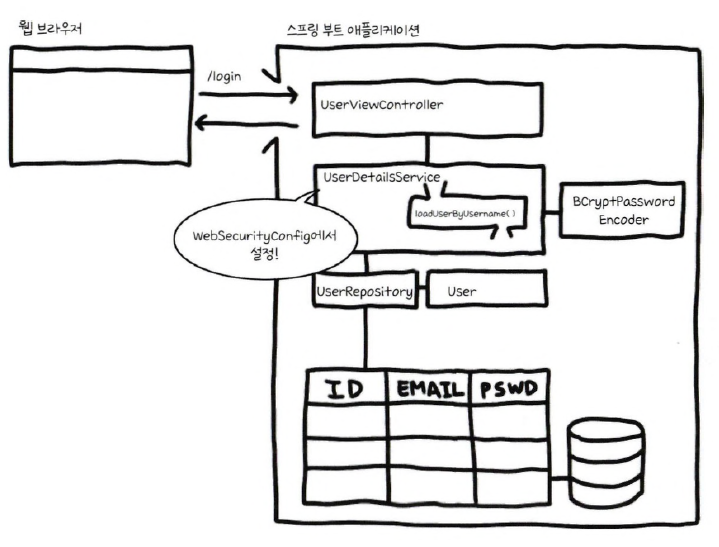 웹 브라우저
스프링 부트 애플리케이션
/login
UserViewController
UserDetailsService
loadUserByUsername( )
BCryptPassword
Encoder
WebSecurityConfig에서
설정!
UserRepository
User
ID
EMAIL
PSWD